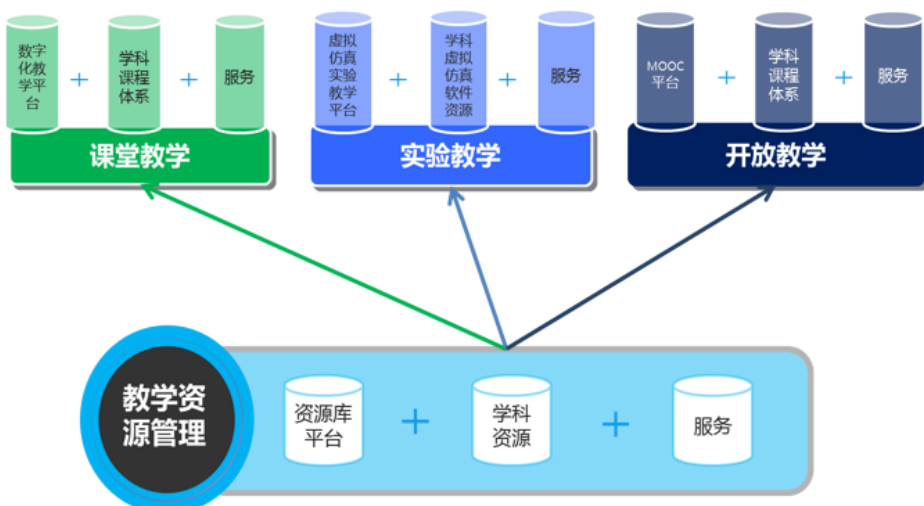 数字
化教
学平
台
+
学科
课程
体系
+
服务
课堂教学
虚拟
仿真
实验
教学
平台
+
学科
虚拟
仿真
软件
资源
+
服务
实验教学
MOOC
平台
+
学科
课程
体系
+
服务
开放教学
教学资
源管理
资源库
平台
+
学科
资源
+
服务